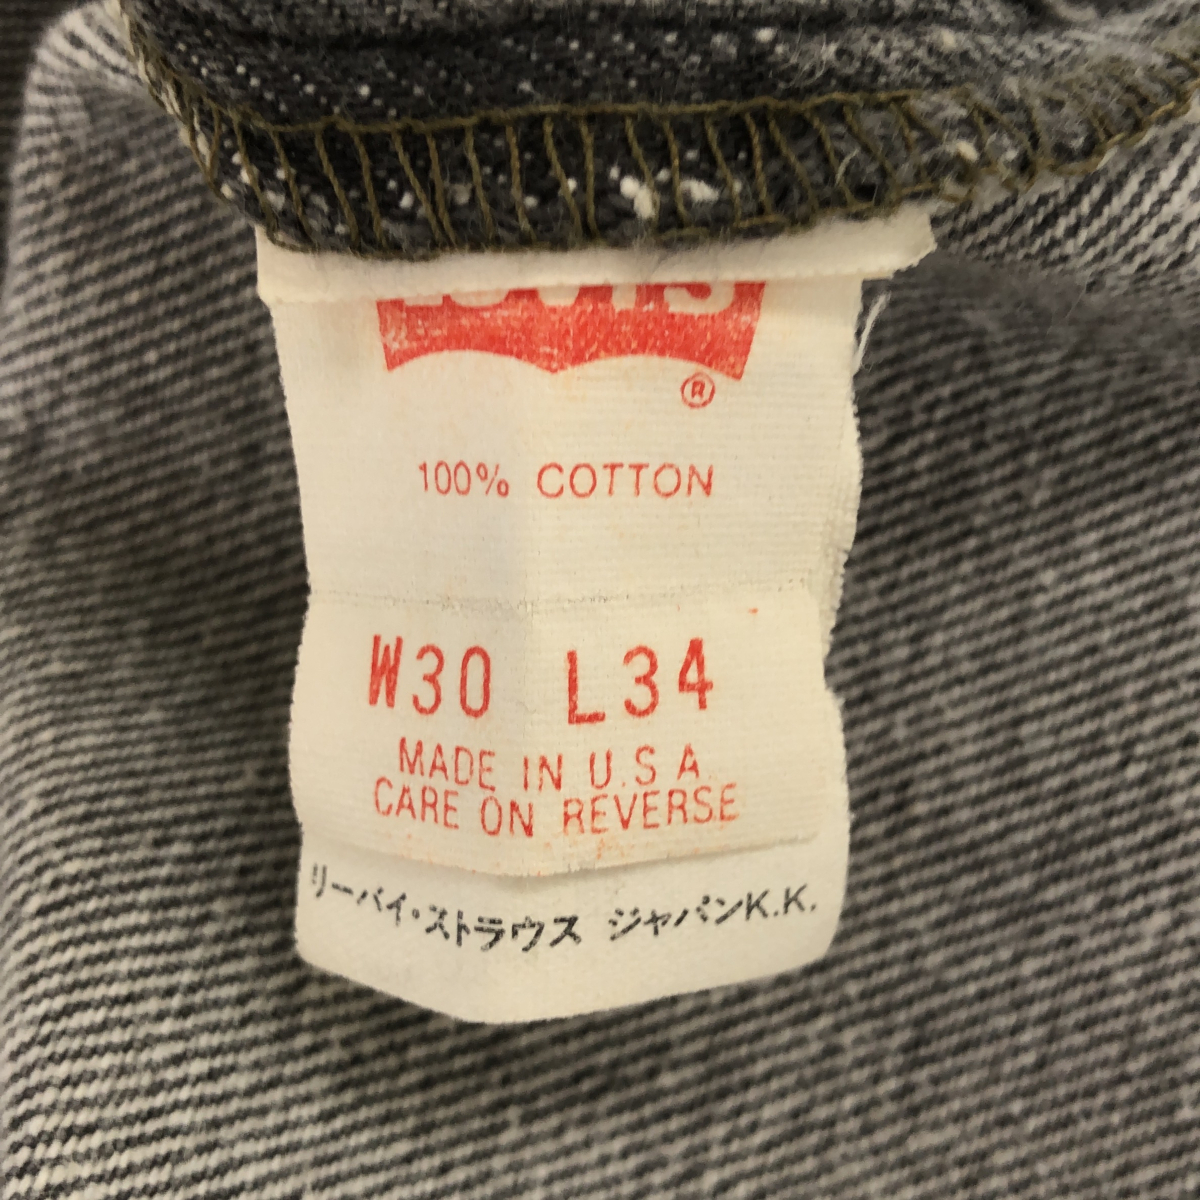 Levi's
®
100% COTTON
W30 L34
MADE IN U.S.A.
CARE ON REVERSE
リーバイ・ストラウス ジャパンK.K.